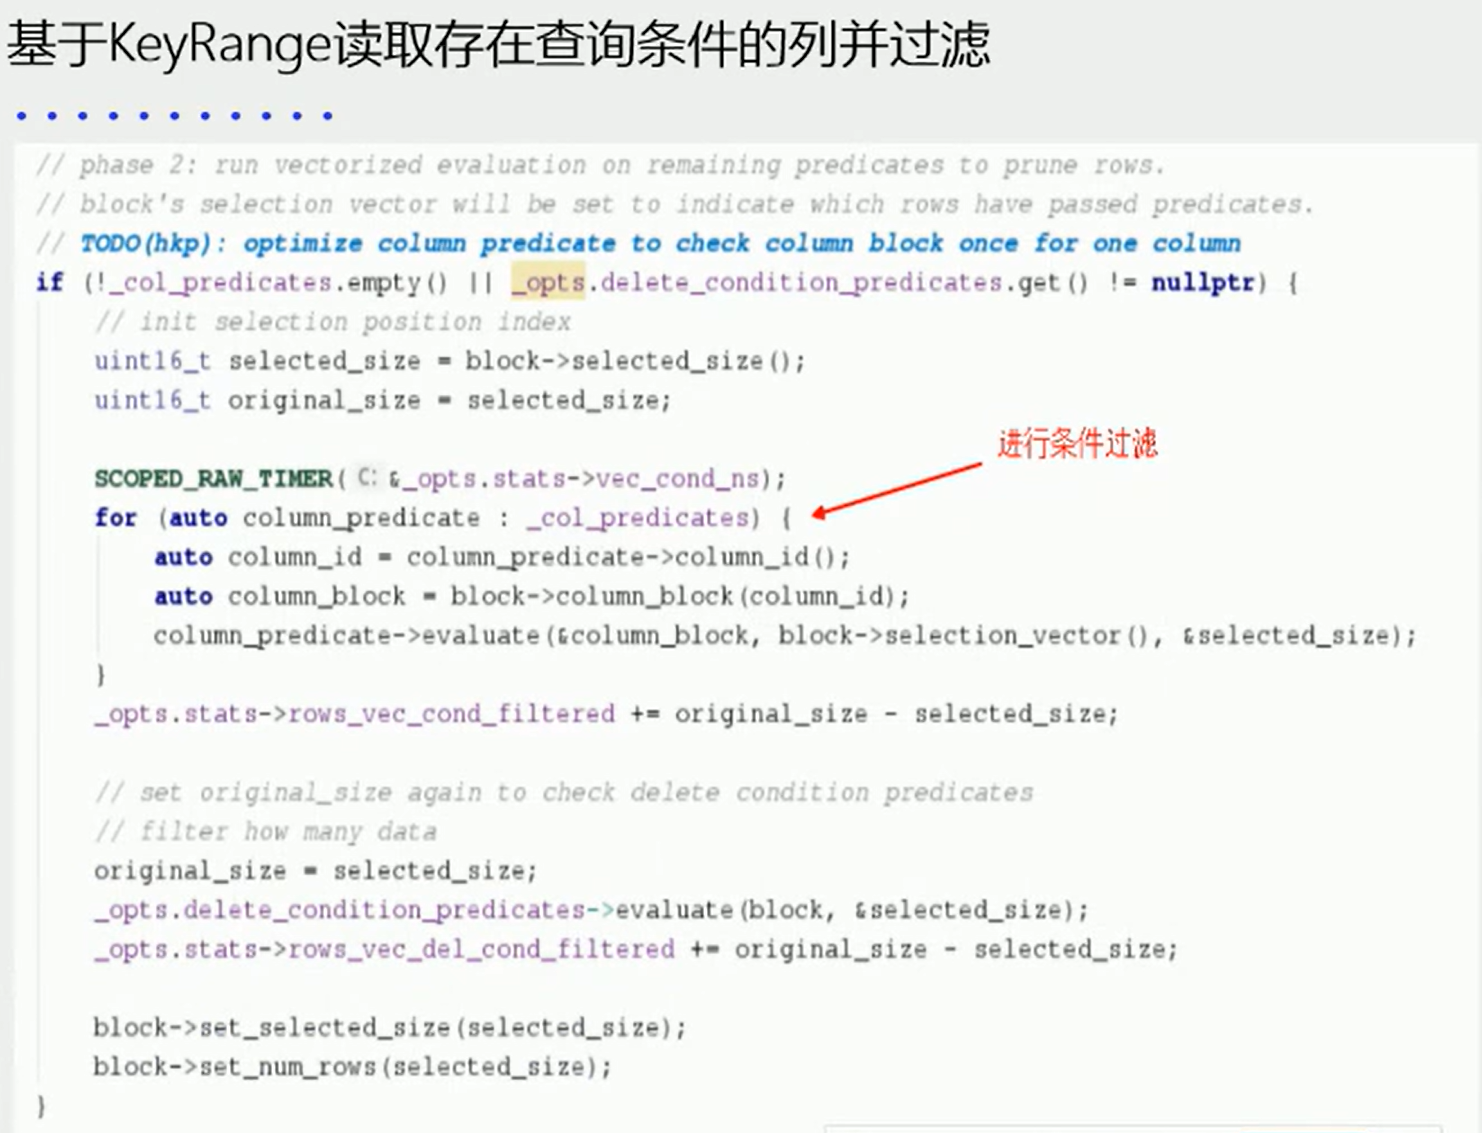 基于KeyRange读取存在查询条件的列并过滤
// phase 2: run vectorized evaluation on remaining predicates to prune rows.
// block's selection vector will be set to indicate which rows have passed predicates.
// TODO(hkp): optimize column predicate to check column block once for one column
if (!_col_predicates.empty() || _opts.delete_condition_predicates.get() != nullptr) {
// init selection position index
uint16_t selected_size = block->selected_size();
uint16_t original_size = selected_size;
进行条件过滤
SCOPED_RAW_TIMER( C: &_opts.stats->vec_cond_ns);
for (auto column_predicate : _col_predicates) {
auto column_id = column_predicate->column_id();
auto column_block = block->column_block(column_id);
column_predicate->evaluate(&column_block, block->selection_vector(), &selected_size);
}
_opts.stats->rows_vec_cond_filtered += original_size - selected_size;
// set original_size again to check delete condition predicates
// filter how many data
original_size = selected_size;
_opts.delete_condition_predicates->evaluate(block, &selected_size);
_opts.stats->rows_vec_del_cond_filtered += original_size - selected_size;
block->set_selected_size(selected_size);
block->set_num_rows(selected_size);
}